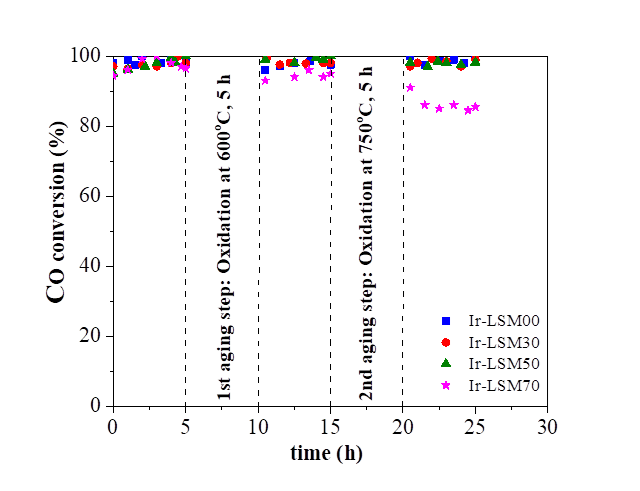 100
80
60
40
20
0
CO conversion (%)
1st aging step: Oxidation at 600°C, 5 h
2nd aging step: Oxidation at 750°C, 5 h
Ir-LSM00
Ir-LSM30
Ir-LSM50
Ir-LSM70
0 5 10 15 20 25 30
time (h)